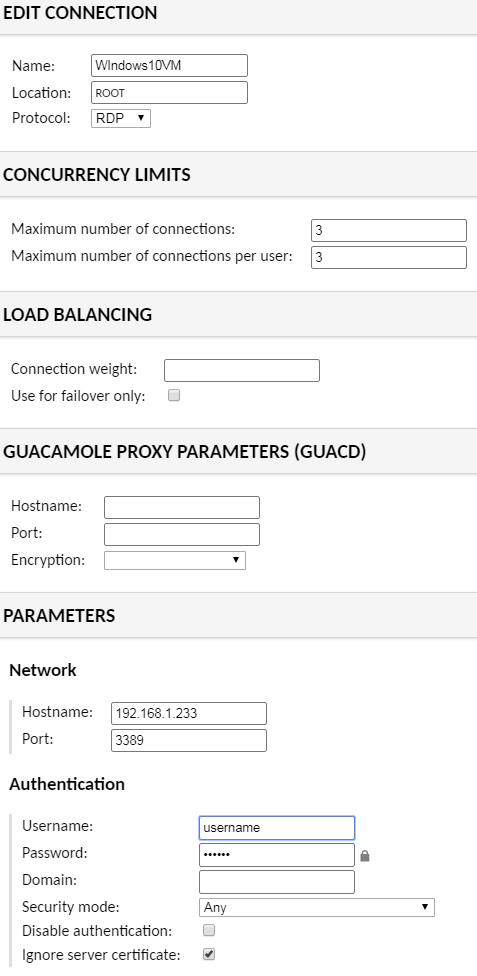 EDIT CONNECTION
Name: WIndows10VM
Location: ROOT
Protocol: RDP
CONCURRENCY LIMITS
Maximum number of connections: 3
Maximum number of connections per user: 3
LOAD BALANCING
Connection weight:
Use for failover only:
GUACAMOLE PROXY PARAMETERS (GUACD)
Hostname:
Port:
Encryption:
PARAMETERS
Network
Hostname: 192.168.1.233
Port: 3389
Authentication
Username: username
Password: ••••••
Domain:
Security mode: Any
Disable authentication:
Ignore server certificate: